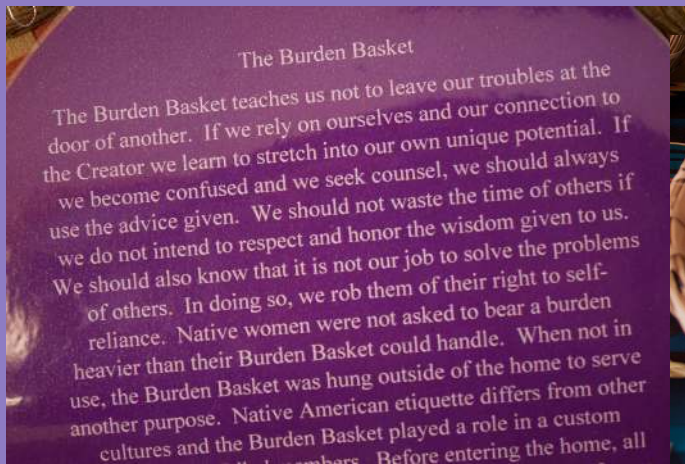 The Burden Basket
The Burden Basket teaches us not to leave our troubles at the
door of another. If we rely on ourselves and our connection to
the Creator we learn to stretch into our own unique potential. If
we become confused and we seek counsel, we should always
use the advice given. We should not waste the time of others if
we do not intend to respect and honor the wisdom given to us.
We should also know that it is not our job to solve the problems
of others. In doing so, we rob them of their right to self-
reliance. Native women were not asked to bear a burden
heavier than their Burden Basket could handle. When not in
use, the Burden Basket was hung outside of the home to serve
another purpose. Native American etiquette differs from other
cultures and the Burden Basket played a role in a custom
Before entering the home, all